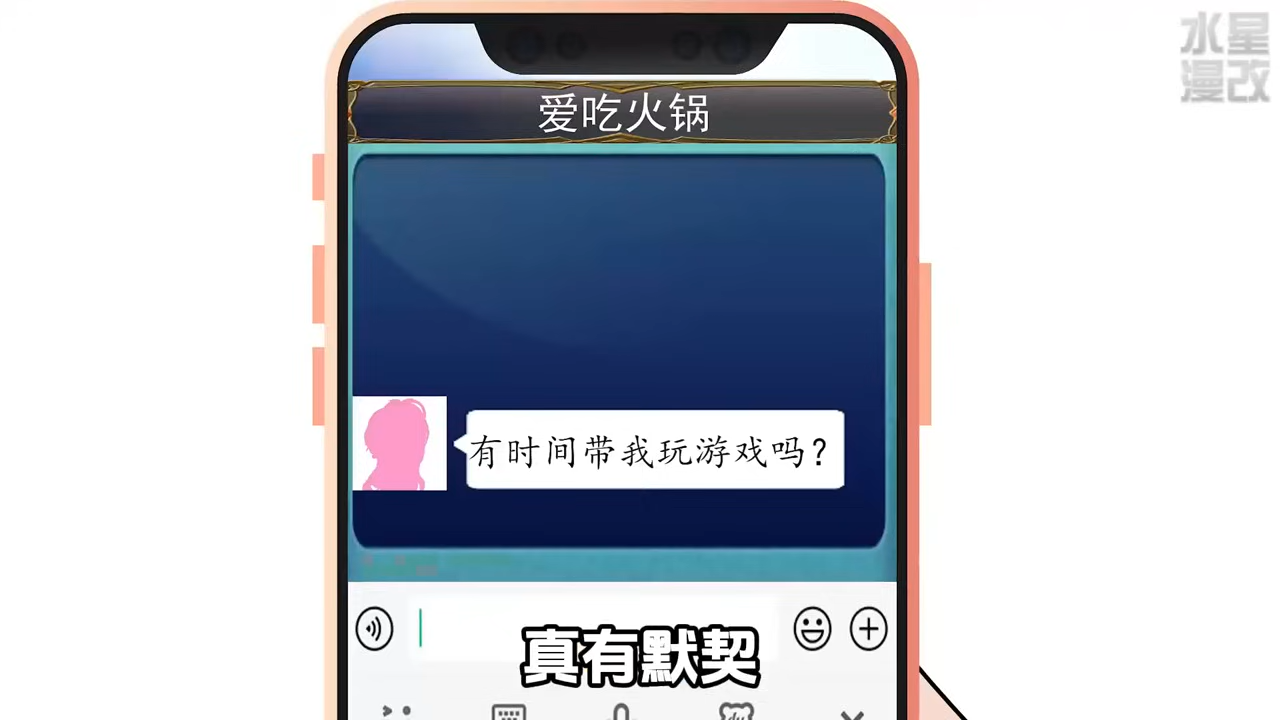 水星
漫改
爱吃火锅
有时间带我玩游戏吗？
真有默契
du